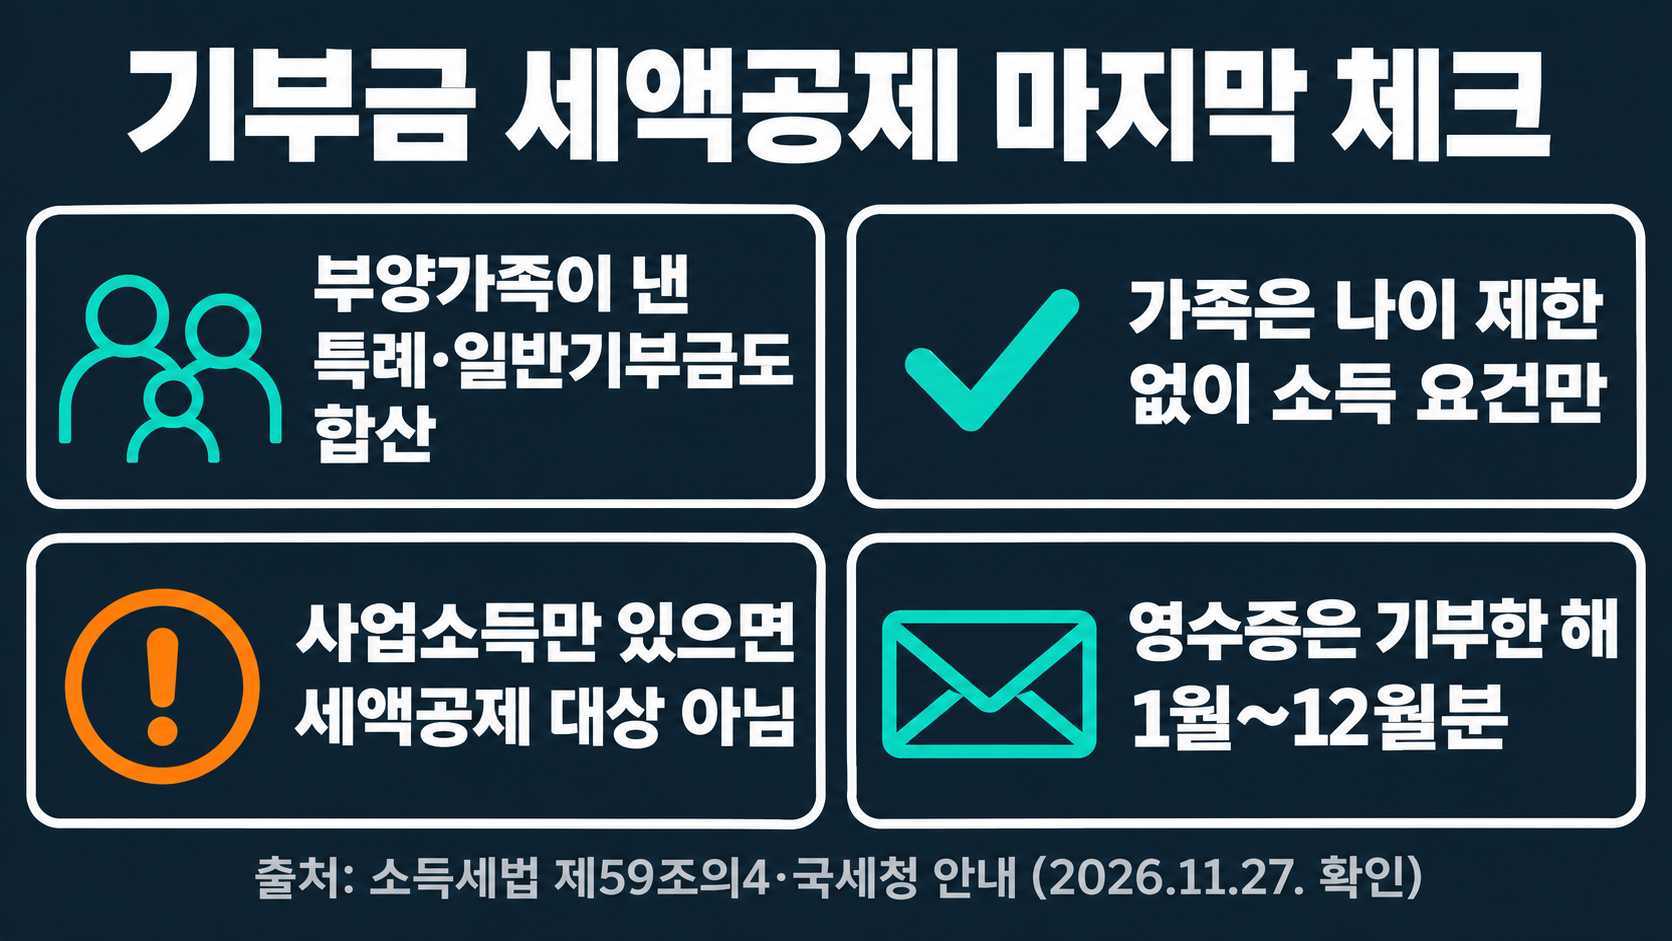 기부금 세액공제 마지막 체크
부양가족이 낸
특례·일반기부금도
합산
가족은 나이 제한
없이 소득 요건만
사업소득만 있으면
세액공제 대상 아님
영수증은 기부한 해
1월~12월분
출처: 소득세법 제59조의4·국세청 안내 (2026.11.27. 확인)